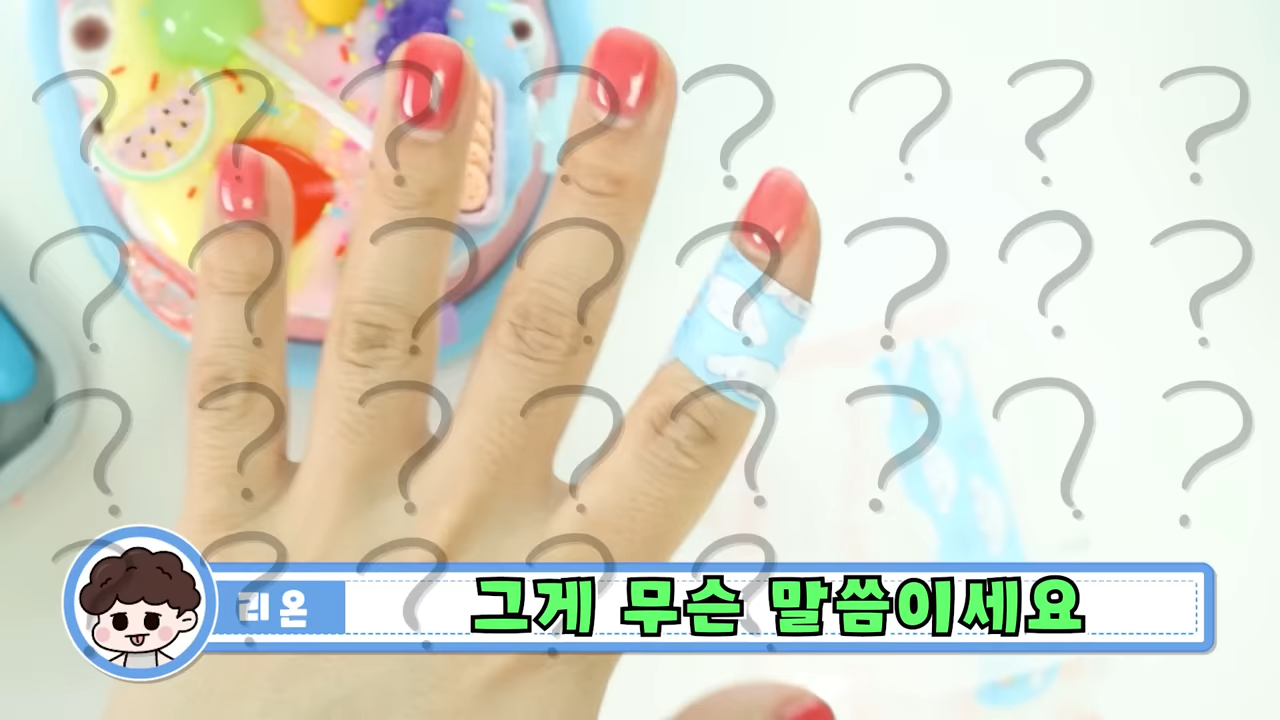 ? ? ? ? ? ? ? ? ?
? ? ? ? ? ? ? ?
? ? ? ? ? ? ? ?
? ? ? ? ?
리온
그게 무슨 말씀이세요